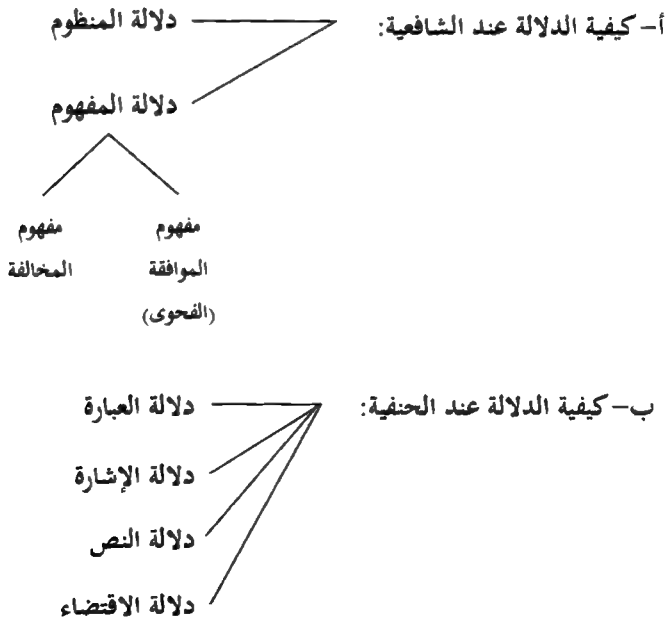 أ– كيفية الدلالة عند الشافعية:
دلالة المنظوم
دلالة المفهوم
مفهوم
الموافقة
(الفحوى)
مفهوم
المخالفة
ب– كيفية الدلالة عند الحنفية:
دلالة العبارة
دلالة الإشارة
دلالة النص
دلالة الاقتضاء